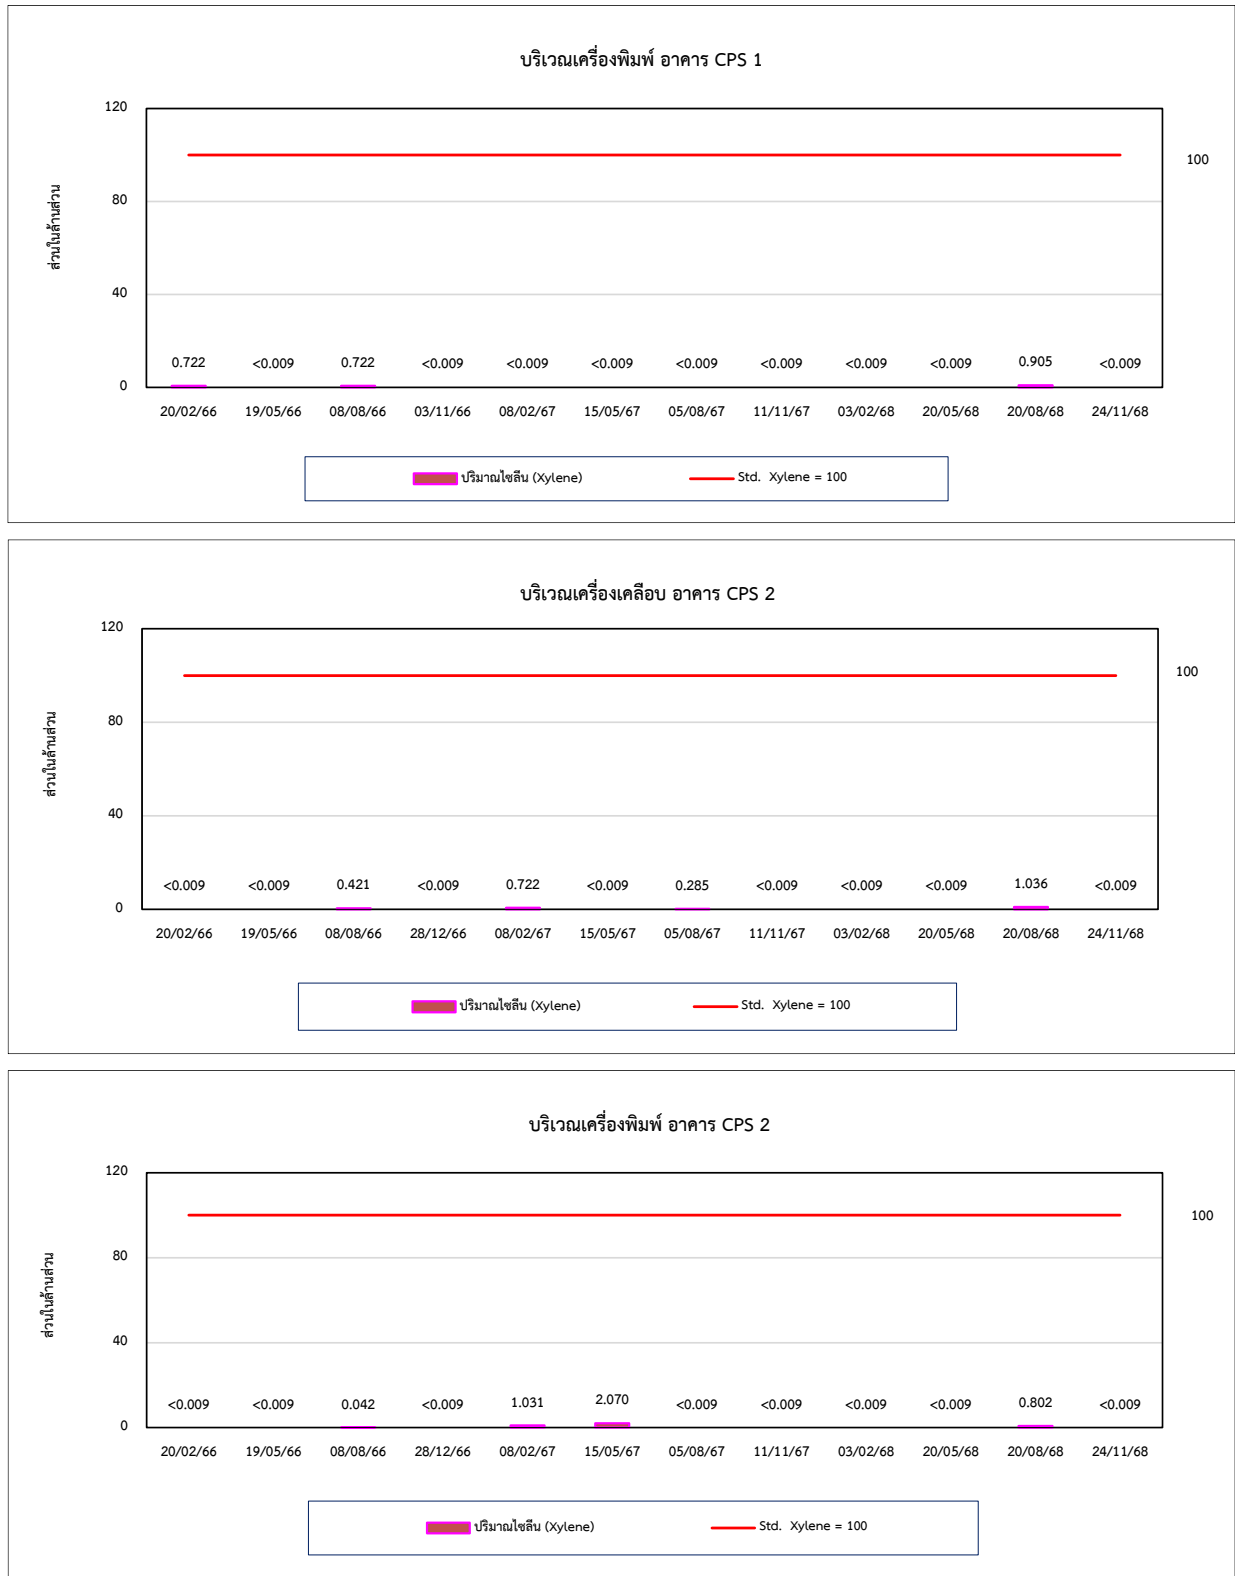 บริเวณเครื่องพิมพ์ อาคาร CPS 1
120
100
80
ส่วนในล้านส่วน
40
0.722 <0.009 0.722 <0.009 <0.009 <0.009 <0.009 <0.009 <0.009 <0.009 0.905 <0.009
0
20/02/66 19/05/66 08/08/66 03/11/66 08/02/67 15/05/67 05/08/67 11/11/67 03/02/68 20/05/68 20/08/68 24/11/68
ปริมาณไซลีน (Xylene) Std. Xylene = 100
บริเวณเครื่องเคลือบ อาคาร CPS 2
120
100
80
ส่วนในล้านส่วน
40
<0.009 <0.009 0.421 <0.009 0.722 <0.009 0.285 <0.009 <0.009 <0.009 1.036 <0.009
0
20/02/66 19/05/66 08/08/66 28/12/66 08/02/67 15/05/67 05/08/67 11/11/67 03/02/68 20/05/68 20/08/68 24/11/68
ปริมาณไซลีน (Xylene) Std. Xylene = 100
บริเวณเครื่องพิมพ์ อาคาร CPS 2
120
100
80
ส่วนในล้านส่วน
40
<0.009 <0.009 0.042 <0.009 1.031 2.070 <0.009 <0.009 <0.009 <0.009 0.802 <0.009
0
20/02/66 19/05/66 08/08/66 28/12/66 08/02/67 15/05/67 05/08/67 11/11/67 03/02/68 20/05/68 20/08/68 24/11/68
ปริมาณไซลีน (Xylene) Std. Xylene = 100